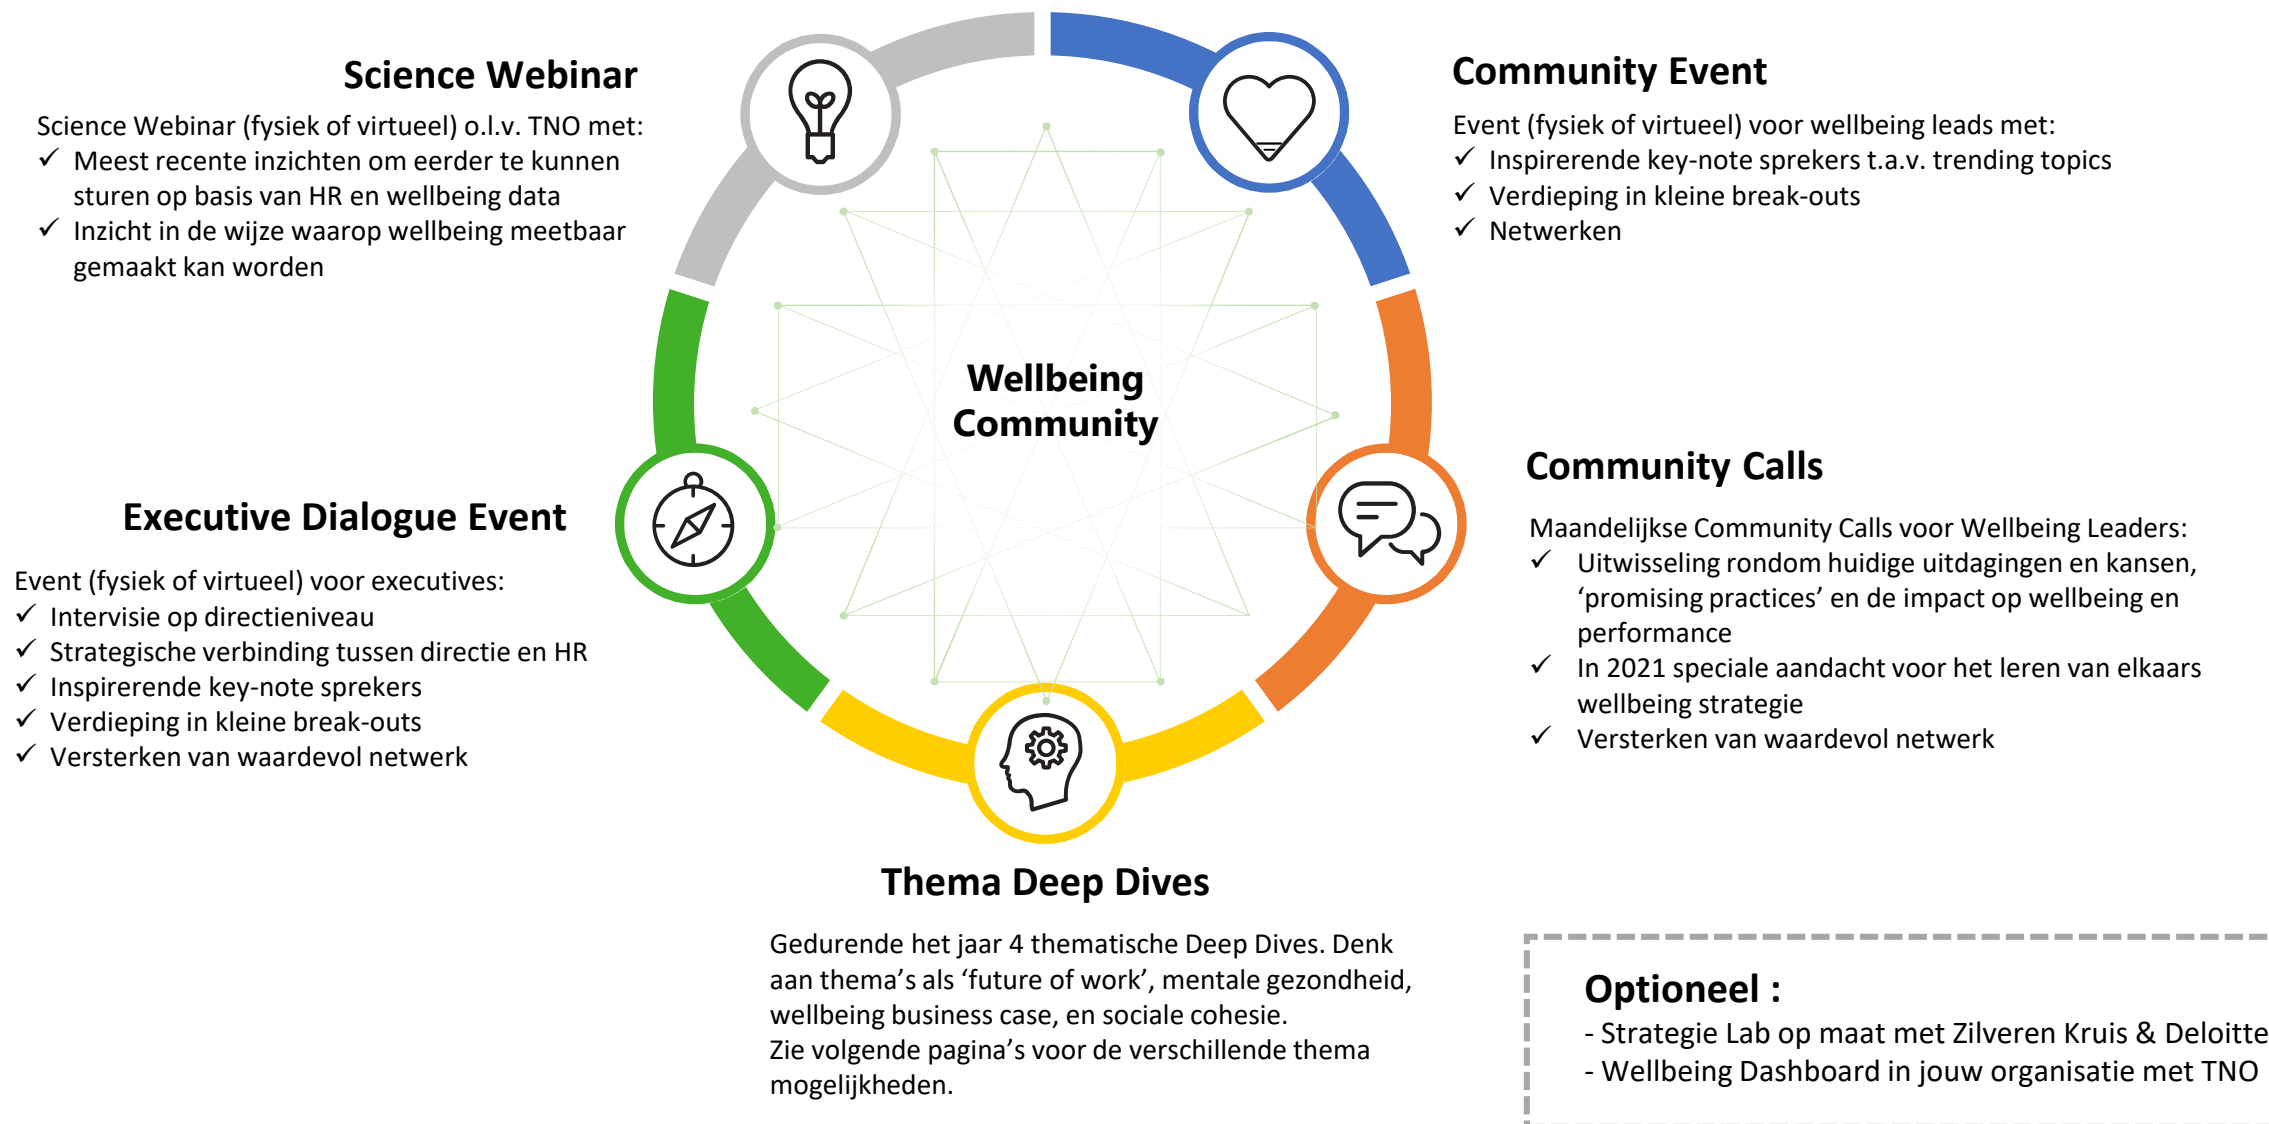 Science Webinar
Science Webinar (fysiek of virtueel) o.l.v. TNO met:
✓ Meest recente inzichten om eerder te kunnen
sturen op basis van HR en wellbeing data
✓ Inzicht in de wijze waarop wellbeing meetbaar
gemaakt kan worden
Community Event
Event (fysiek of virtueel) voor wellbeing leads met:
✓ Inspirerende key-note sprekers t.a.v. trending topics
✓ Verdieping in kleine break-outs
✓ Netwerken
Wellbeing
Community
Executive Dialogue Event
Event (fysiek of virtueel) voor executives:
✓ Intervisie op directieniveau
✓ Strategische verbinding tussen directie en HR
✓ Inspirerende key-note sprekers
✓ Verdieping in kleine break-outs
✓ Versterken van waardevol netwerk
Community Calls
Maandelijkse Community Calls voor Wellbeing Leaders:
✓ Uitwisseling rondom huidige uitdagingen en kansen,
‘promising practices’ en de impact op wellbeing en
performance
✓ In 2021 speciale aandacht voor het leren van elkaars
wellbeing strategie
✓ Versterken van waardevol netwerk
Thema Deep Dives
Gedurende het jaar 4 thematische Deep Dives. Denk
aan thema’s als ‘future of work’, mentale gezondheid,
wellbeing business case, en sociale cohesie.
Zie volgende pagina’s voor de verschillende thema
mogelijkheden.
Optioneel :
- Strategie Lab op maat met Zilveren Kruis & Deloitte
- Wellbeing Dashboard in jouw organisatie met TNO